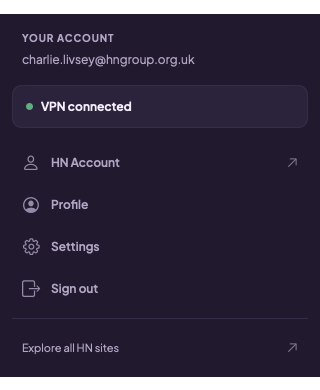 YOUR ACCOUNT
charlie.livsey@hngroup.org.uk
VPN connected
HN Account
Profile
Settings
Sign out
Explore all HN sites